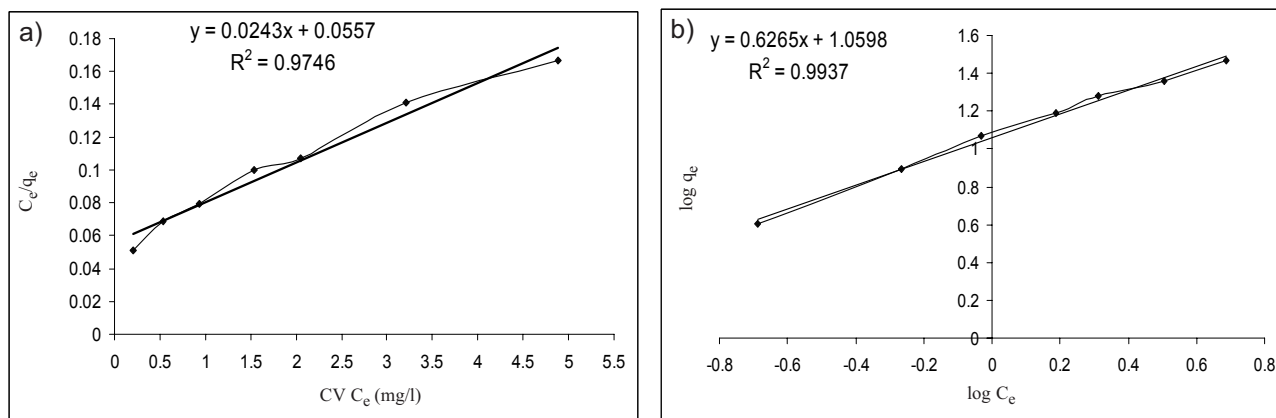 a)
y = 0.0243x + 0.0557
R² = 0.9746
Cₑ/qₑ
0.18
0.16
0.14
0.12
0.1
0.08
0.06
0.04
0.02
0
0 0.5 1 1.5 2 2.5 3 3.5 4 4.5 5 5.5
CV Cₑ (mg/l)
b)
y = 0.6265x + 1.0598
R² = 0.9937
log qₑ
1.6
1.4
1.2
1
0.8
0.6
0.4
0.2
0
-0.8 -0.6 -0.4 -0.2 0 0.2 0.4 0.6 0.8
log Cₑ